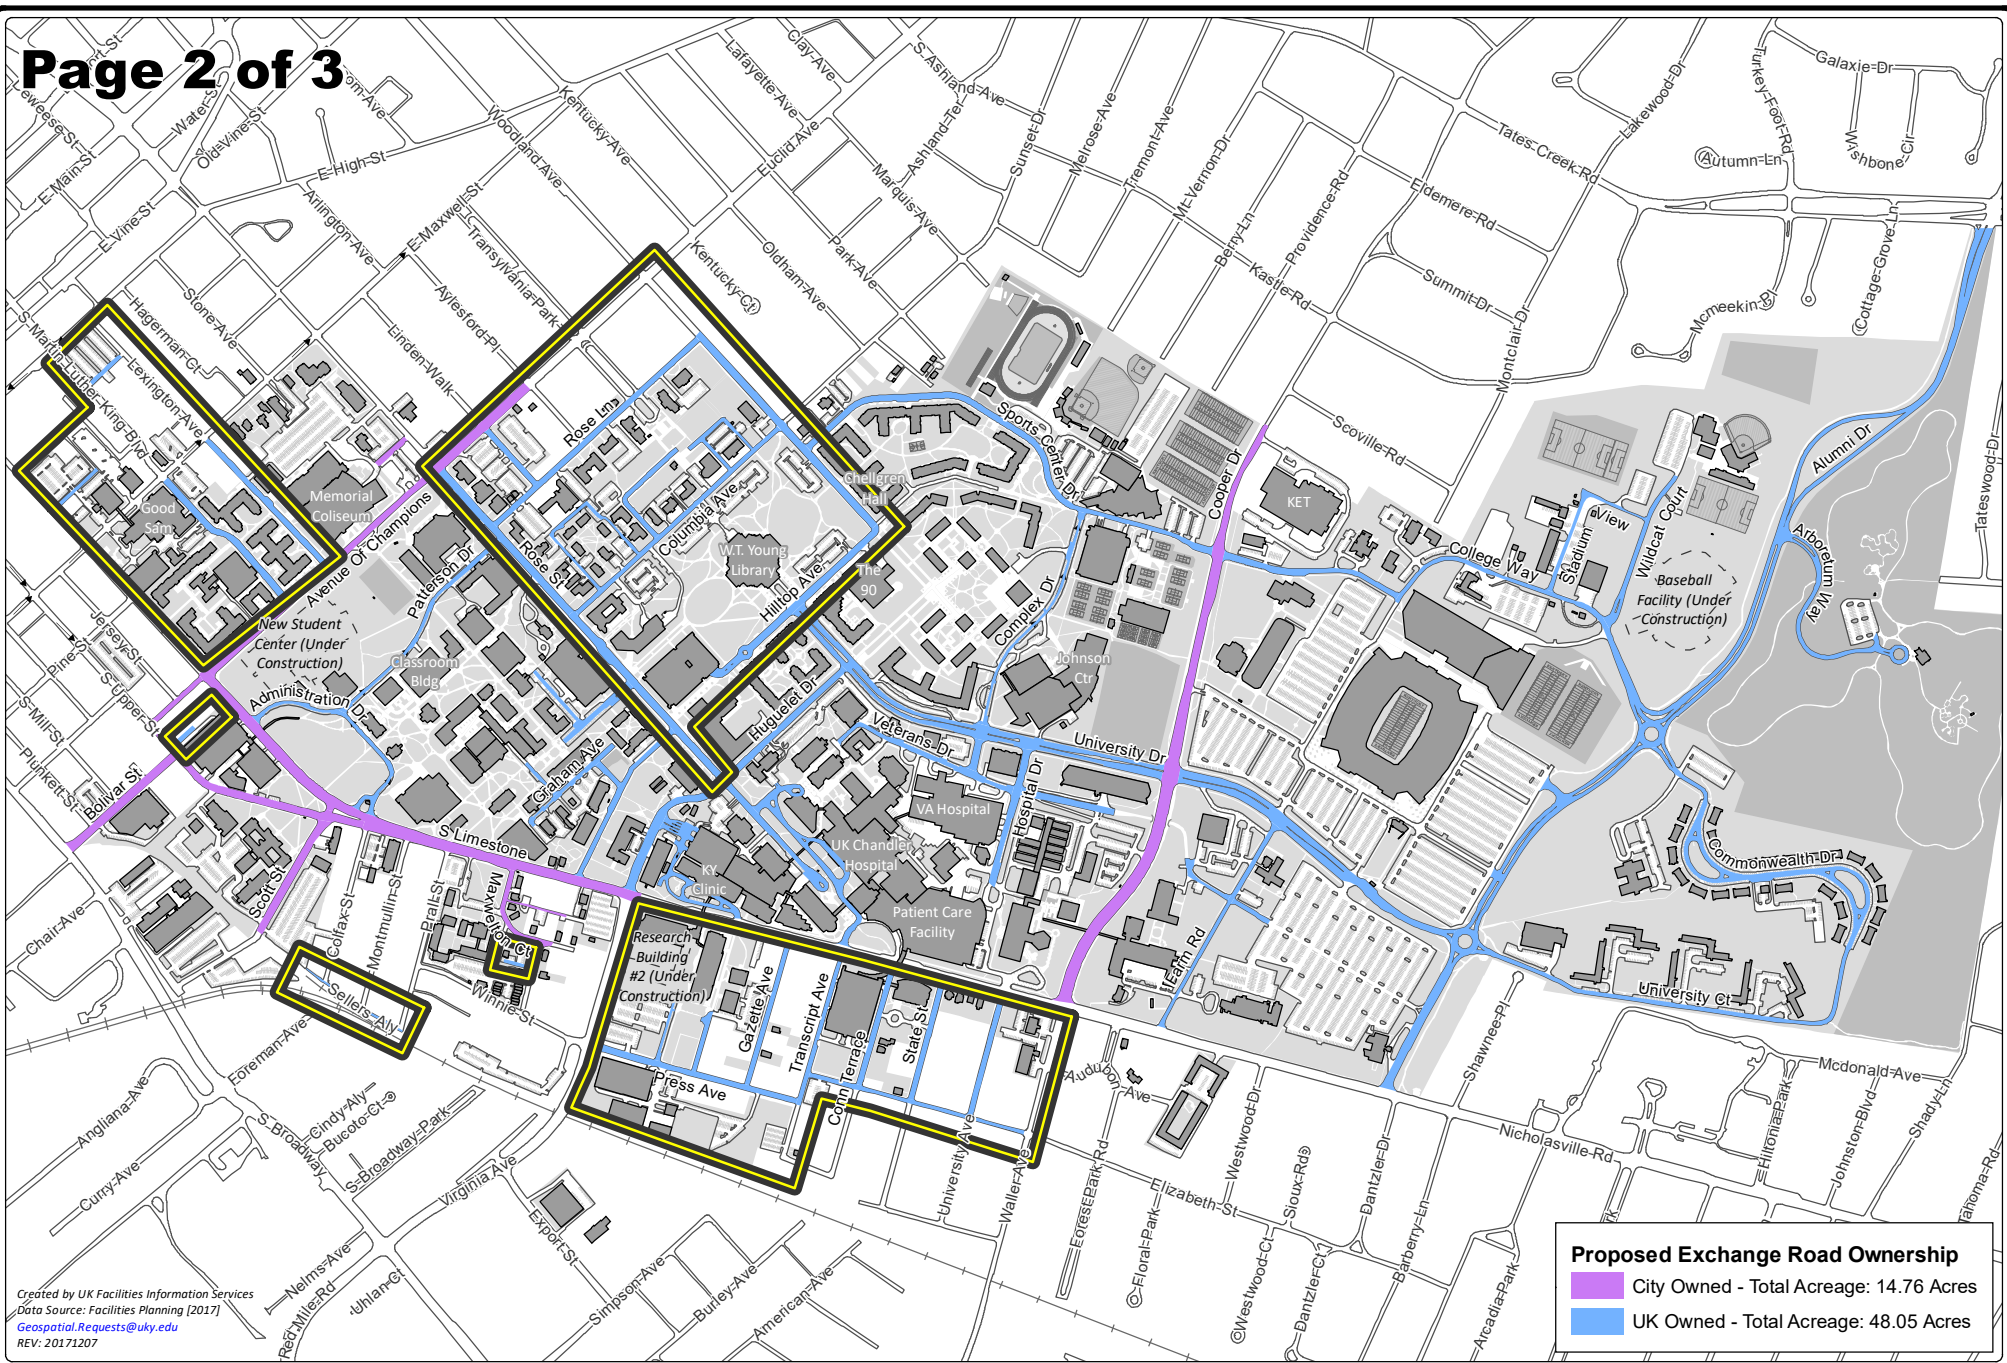 Page 2 of 3
Clay-Ave
Lafayette-Ave
S-Ashland-Ave
Galaxie-Dr
Turkey-Foot-Rd
Lakewood-Dr
Wishbone-Cir
Kentucky-Ave
Woodland-Ave
Water-St
Old-Vine-St
E-Main-St
E-High-St
Euclid-Ave
Ashland-Ter
Sunset-Dr
Melrose-Ave
Tremont-Ave
Tates-Creek-Rd
Autumn-Ln
E-Vine-St
Arlington-Ave
E-Maxwell-St
Transylvania-Park
Marquis-Ave
Mt-Vernon-Dr
Providence-Rd
Eldemere-Rd
Kentucky-Ct
Oldham-Ave
Park-Ave
Berry-Ln
Kastle-Rd
Summit-Dr
Mcmeekin-Pl
Cottage-Grove-Ln
Stone-Ave
Hagerman-Ct
Aylesford-Pl
Linden-Walk
Montclair-Dr
S-Martin-Luther-King-Blvd
Lexington-Ave
Rose Ln
Sports Center Dr
Scoville-Rd
Alumni Dr
Tateswood-Dr
Memorial
Coliseum
Good
Sam
Avenue Of Champions
Chellgren
Hall
Cooper Dr
KET
View
Stadium
Wildcat Court
Arboretum Way
Patterson Dr
Rose St
Columbia Ave
W.T. Young
Library
Hilltop Ave
The
90
Complex Dr
College Way
Baseball
Facility (Under
Construction)
Jersey-St
Pine-St
New Student
Center (Under
Construction)
Classroom
Bldg
Johnson
Ctr
S-Upper-St
S-Mill-St
Plunkett-St
Administration Dr
Huguelet Dr
Veterans-Dr
University Dr
Bolivar-St
Graham Ave
VA Hospital
Hospital Dr
S Limestone
UK Chandler
Hospital
KY
Clinic
Commonwealth Dr
Scott St
Colfax-St
Montmullin-St
Prall-St
Maxwelton Ct
Patient Care
Facility
Chair-Ave
Research
Building
#2 (Under
Construction)
Gazette Ave
Transcript Ave
Conn Terrace
State St
Farm Rd
University Ct
Sellers-Aly
Winnie-St
Foreman-Ave
Press Ave
Audubon-Ave
Shawnee-Pl
Mcdonald-Ave
Angliana-Ave
Cindy-Aly
Bucoto-Ct
S-Broadway
S-Broadway-Park
Virginia Ave
University Ave
Waller-Ave
Forest-Park-Rd
Westwood-Dr
Nicholasville-Rd
Hiltonia-Park
Johnston-Blvd
Shady-Ln
Curry-Ave
Export-St
Floral-Park
Elizabeth-St
Sioux-Rd
Dantzler-Dr
Barberry-Ln
Tahoma-Rd
Nelms-Ave
Red-Mile-Rd
Uhlan-Ct
Simpson-Ave
Burley-Ave
American-Ave
Westwood-Ct
Dantzler-Ct
Arcadia-Park
Proposed Exchange Road Ownership
City Owned - Total Acreage: 14.76 Acres
UK Owned - Total Acreage: 48.05 Acres
Created by UK Facilities Information Services
Data Source: Facilities Planning [2017]
Geospatial.Requests@uky.edu
REV: 20171207